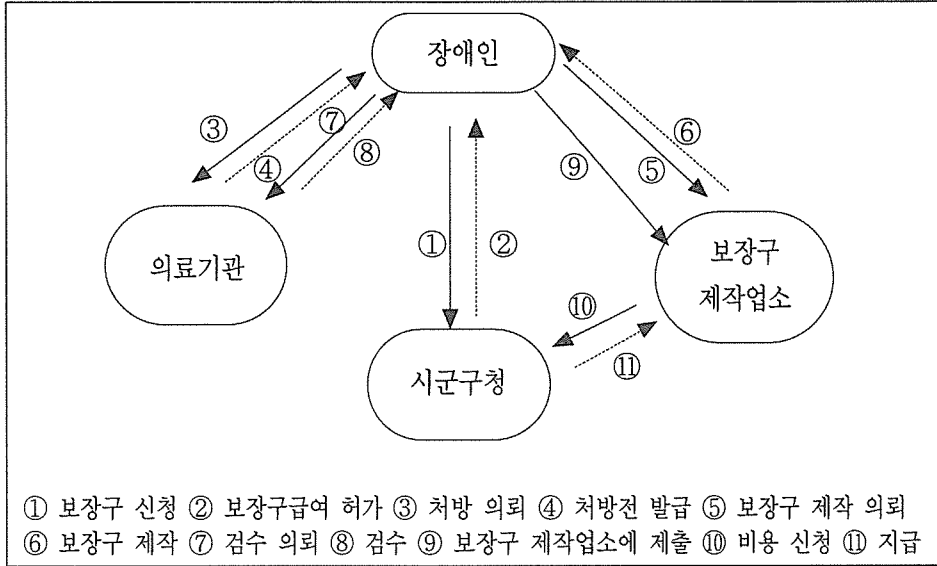 장애인
③
⑦
④
⑧
⑥
⑨
⑤
의료기관
①
②
보장구
제작업소
⑩
⑪
시군구청
① 보장구 신청 ② 보장구급여 허가 ③ 처방 의뢰 ④ 처방전 발급 ⑤ 보장구 제작 의뢰
⑥ 보장구 제작 ⑦ 검수 의뢰 ⑧ 검수 ⑨ 보장구 제작업소에 제출 ⑩ 비용 신청 ⑪ 지급